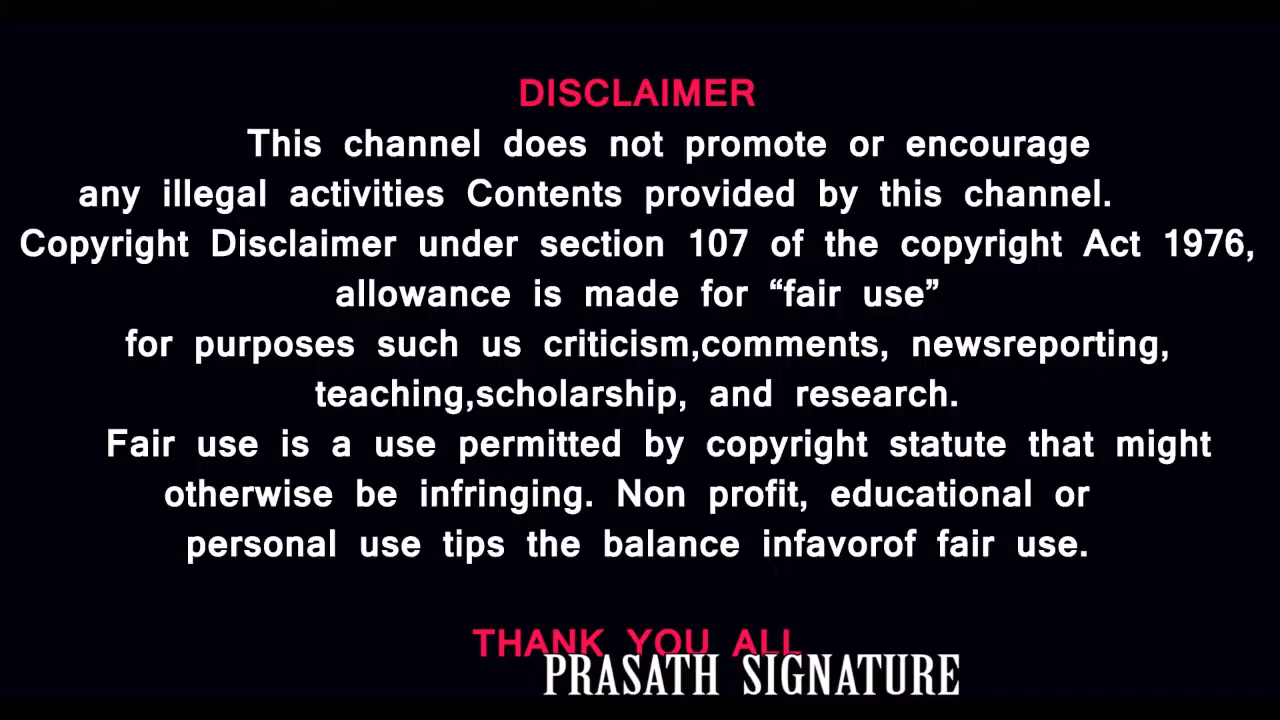 DISCLAIMER
This channel does not promote or encourage
any illegal activities Contents provided by this channel.
Copyright Disclaimer under section 107 of the copyright Act 1976,
allowance is made for “fair use”
for purposes such us criticism,comments, newsreporting,
teaching,scholarship, and research.
Fair use is a use permitted by copyright statute that might
otherwise be infringing. Non profit, educational or
personal use tips the balance infavorof fair use.
THANK YOU ALL
PRASATH SIGNATURE